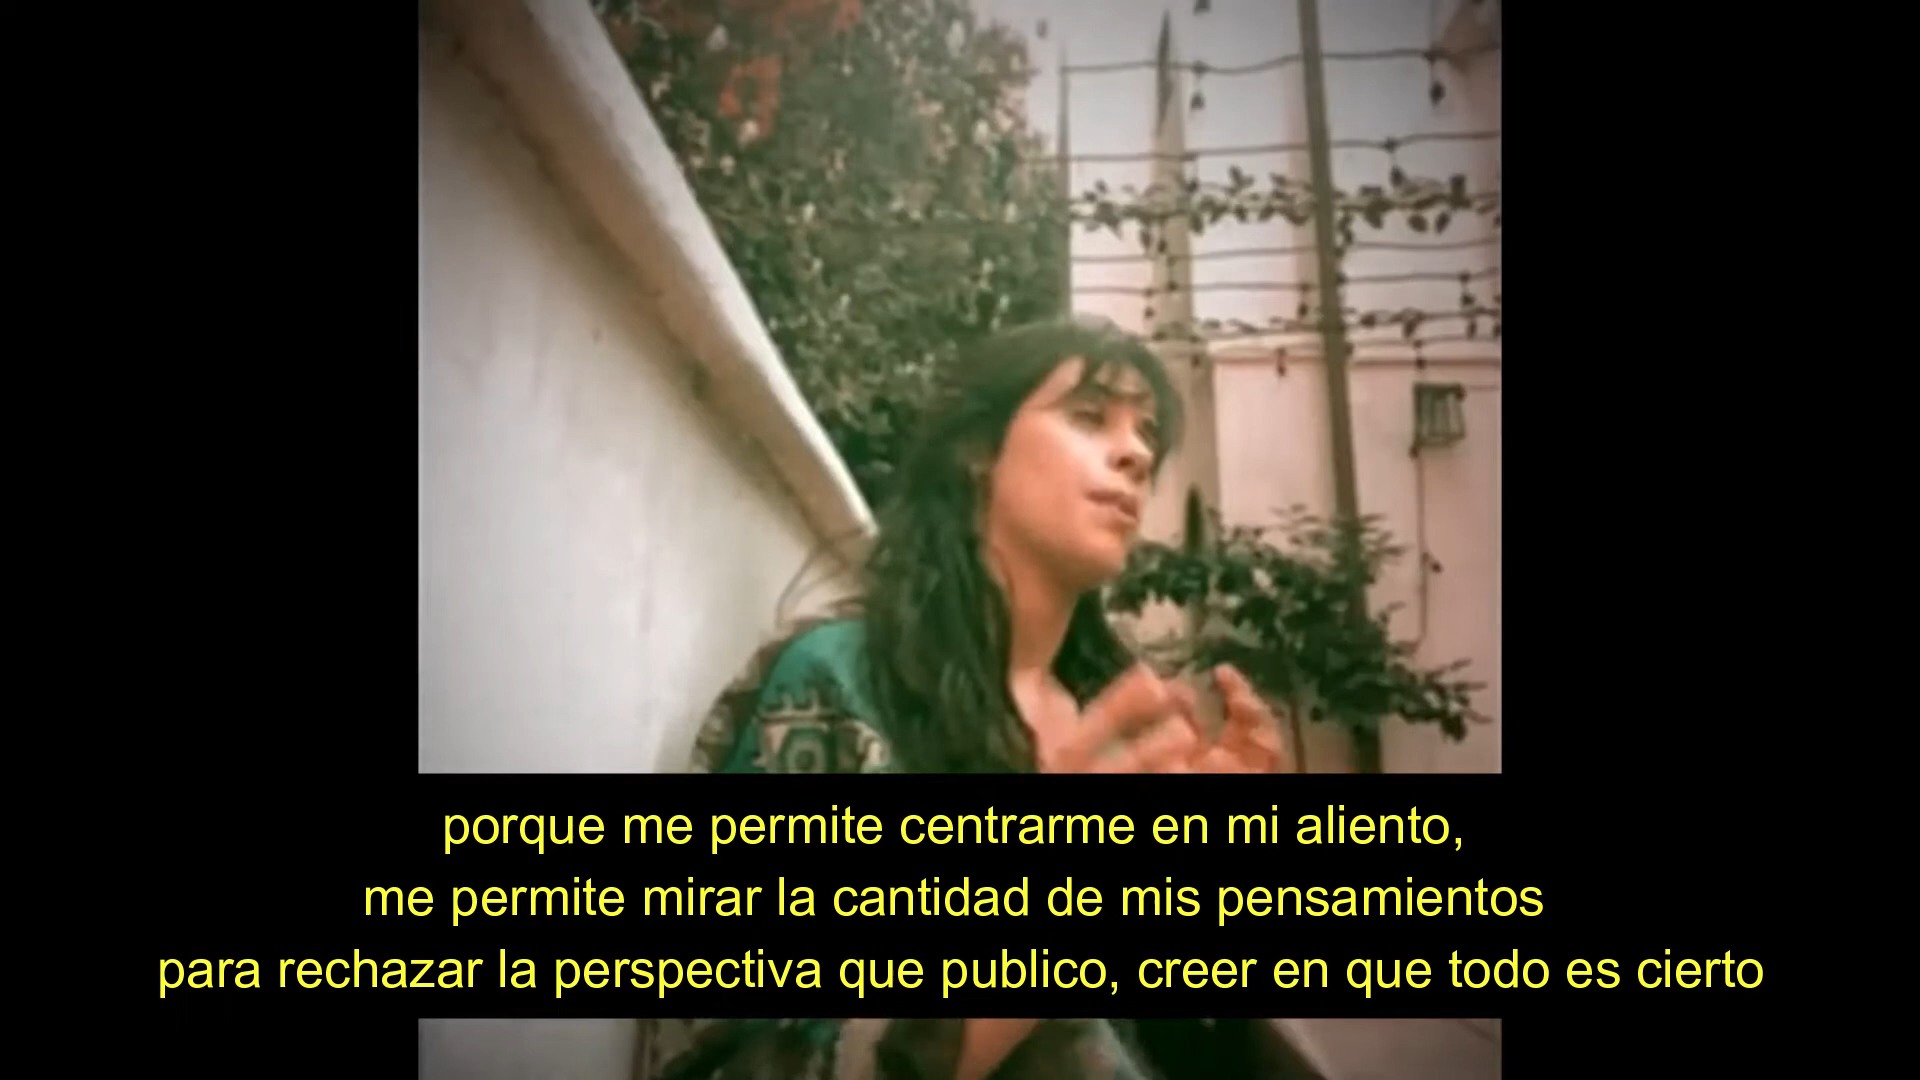 porque me permite centrarme en mi aliento,
me permite mirar la cantidad de mis pensamientos
para rechazar la perspectiva que publico, creer en que todo es cierto